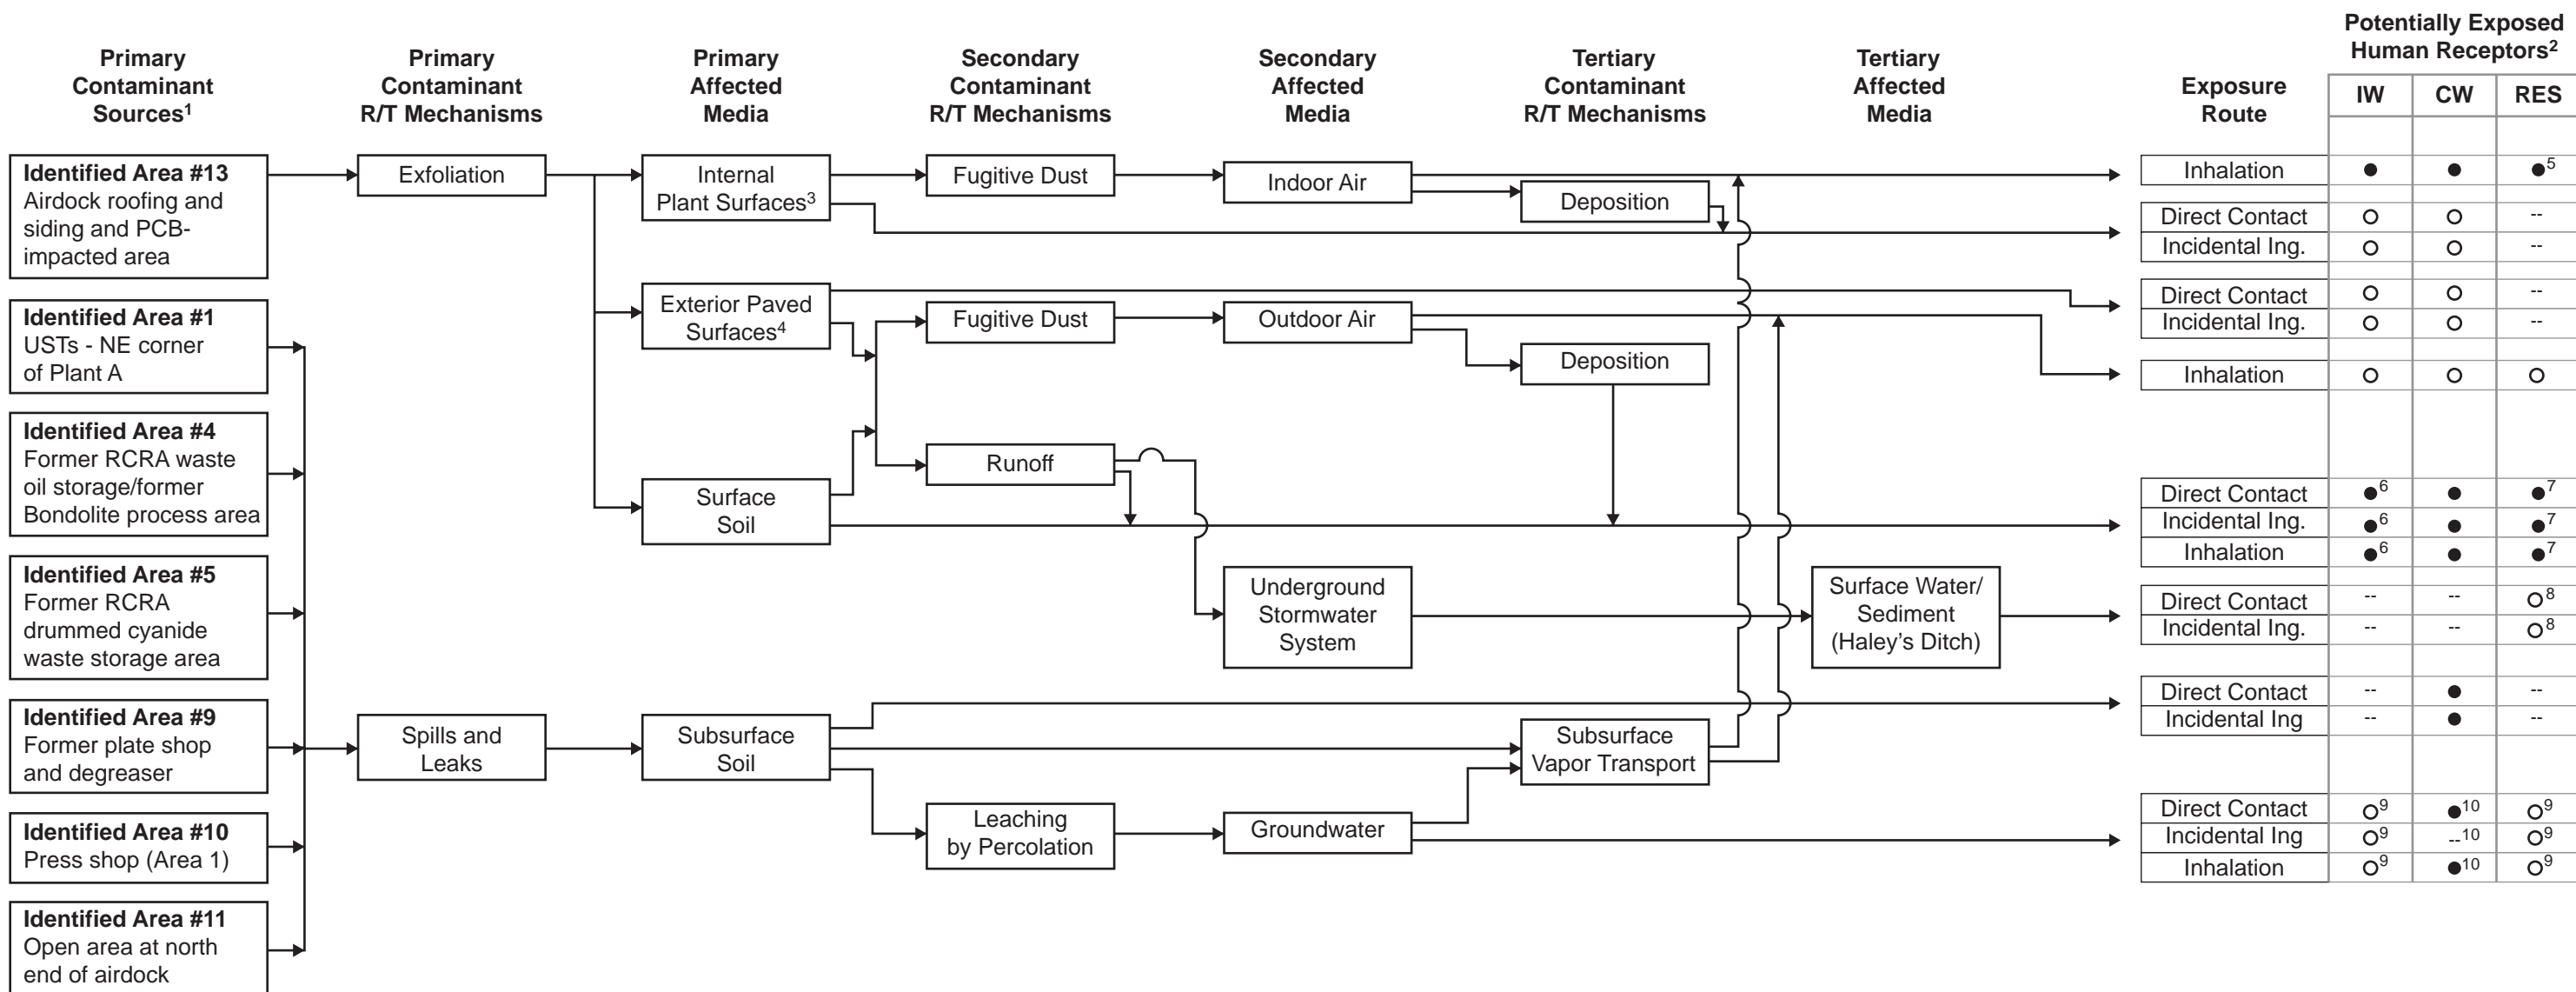 Primary
Contaminant
Sources1
Primary
Contaminant
R/T Mechanisms
Primary
Affected
Media
Secondary
Contaminant
R/T Mechanisms
Secondary
Affected
Media
Tertiary
Contaminant
R/T Mechanisms
Tertiary
Affected
Media
Exposure
Route
Potentially Exposed
Human Receptors2
IW CW RES
Identified Area #13
Airdock roofing and
siding and PCB-
impacted area
Identified Area #1
USTs - NE corner
of Plant A
Identified Area #4
Former RCRA waste
oil storage/former
Bondolite process area
Identified Area #5
Former RCRA
drummed cyanide
waste storage area
Identified Area #9
Former plate shop
and degreaser
Identified Area #10
Press shop (Area 1)
Identified Area #11
Open area at north
end of airdock
Exfoliation
Spills and
Leaks
Internal
Plant Surfaces3
Exterior Paved
Surfaces4
Surface
Soil
Subsurface
Soil
Fugitive Dust
Fugitive Dust
Runoff
Leaching
by Percolation
Indoor Air
Outdoor Air
Underground
Stormwater
System
Groundwater
Deposition
Deposition
Subsurface
Vapor Transport
Surface Water/
Sediment
(Haley's Ditch)
Inhalation ● ● ●5
Direct Contact ○ ○ --
Incidental Ing. ○ ○ --
Direct Contact ○ ○ --
Incidental Ing. ○ ○ --
Inhalation ○ ○ ○
Direct Contact ●6 ● ●7
Incidental Ing. ●6 ● ●7
Inhalation ●6 ● ●7
Direct Contact -- -- ○8
Incidental Ing. -- -- ○8
Direct Contact -- ● --
Incidental Ing -- ● --
Direct Contact ○9 ●10 ○9
Incidental Ing ○9 --10 ○9
Inhalation ○9 ●10 ○9